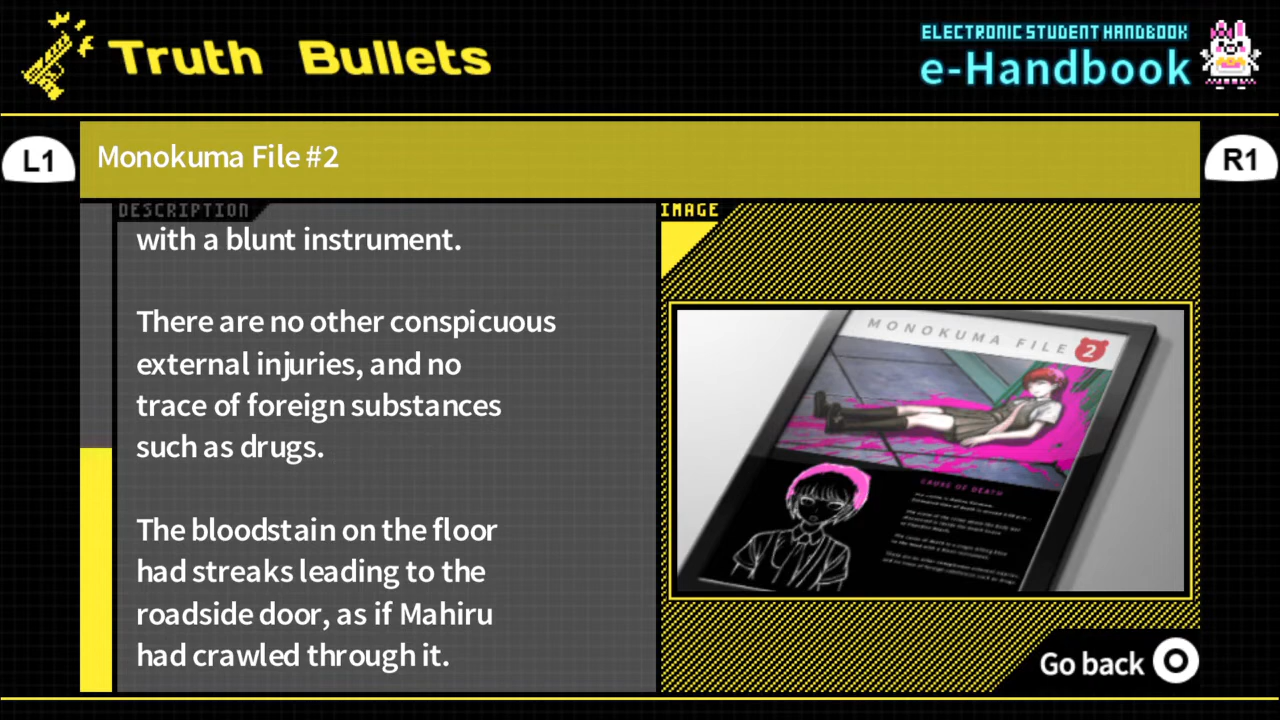 Truth Bullets
ELECTRONIC STUDENT HANDBOOK
e-Handbook
L1
Monokuma File #2
R1
DESCRIPTION
with a blunt instrument.
There are no other conspicuous
external injuries, and no
trace of foreign substances
such as drugs.
The bloodstain on the floor
had streaks leading to the
roadside door, as if Mahiru
had crawled through it.
IMAGE
MONOKUMA FILE 2
CAUSE OF DEATH
Go back